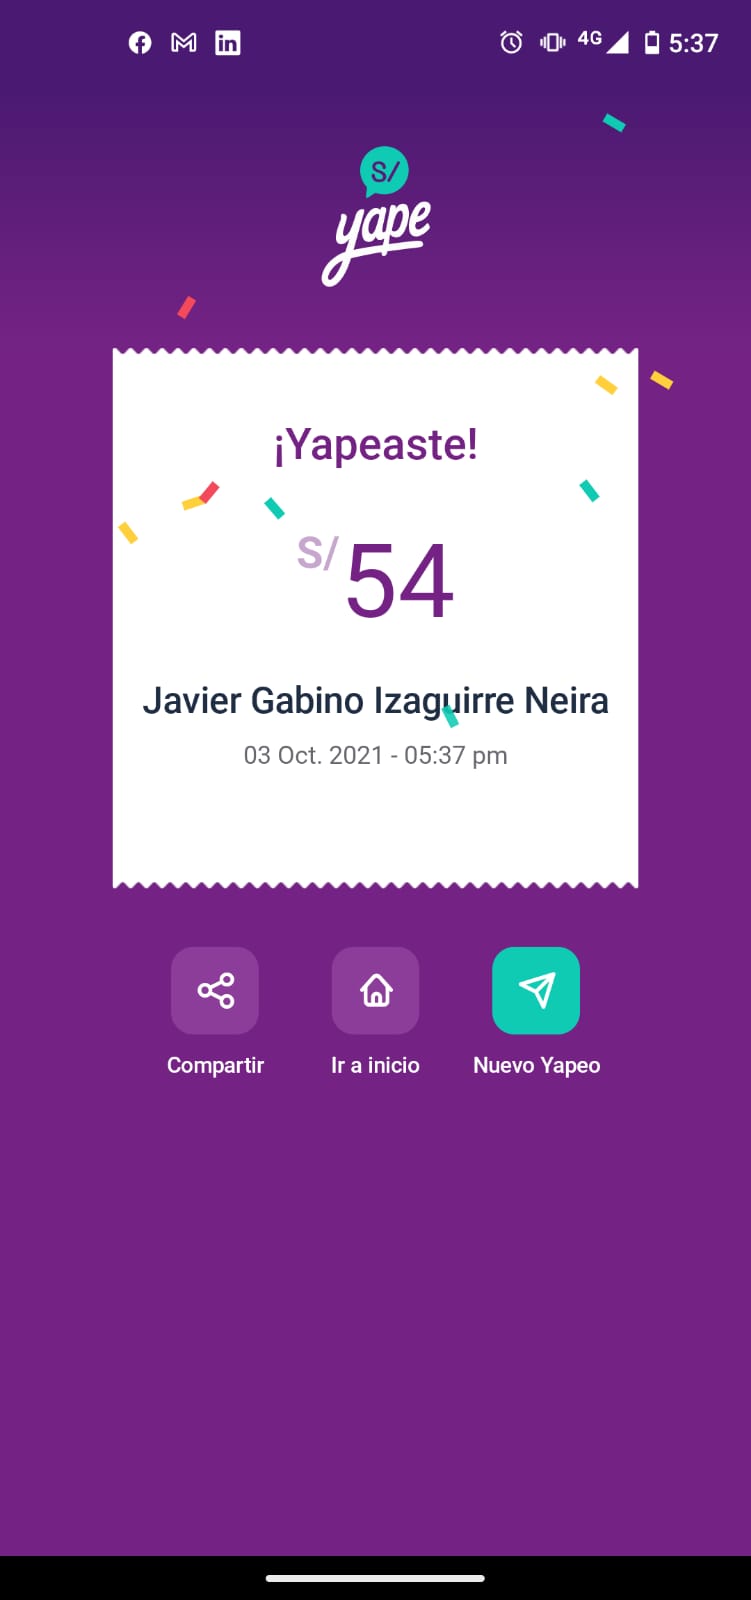 4G 5:37
S/
yape
¡Yapeaste!
S/ 54
Javier Gabino Izaguirre Neira
03 Oct. 2021 - 05:37 pm
Compartir Ir a inicio Nuevo Yapeo